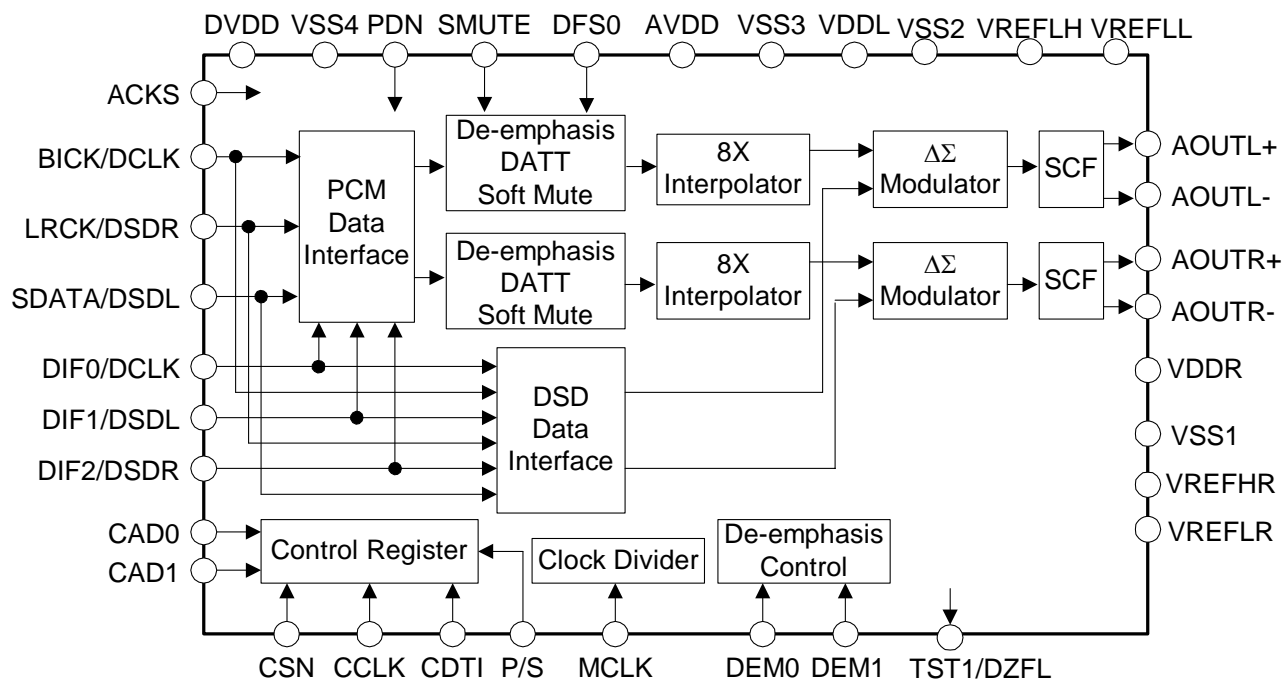 DVDD VSS4 PDN SMUTE DFS0 AVDD VSS3 VDDL VSS2 VREFLH VREFLL
ACKS
BICK/DCLK
LRCK/DSDR
SDATA/DSDL
DIF0/DCLK
DIF1/DSDL
DIF2/DSDR
CAD0
CAD1
PCM
Data
Interface
De-emphasis
DATT
Soft Mute
8X
Interpolator
ΔΣ
Modulator
SCF
De-emphasis
DATT
Soft Mute
8X
Interpolator
ΔΣ
Modulator
SCF
DSD
Data
Interface
Control Register
Clock Divider
De-emphasis
Control
AOUTL+
AOUTL-
AOUTR+
AOUTR-
VDDR
VSS1
VREFHR
VREFLR
CSN CCLK CDTI P/S MCLK DEM0 DEM1 TST1/DZFL